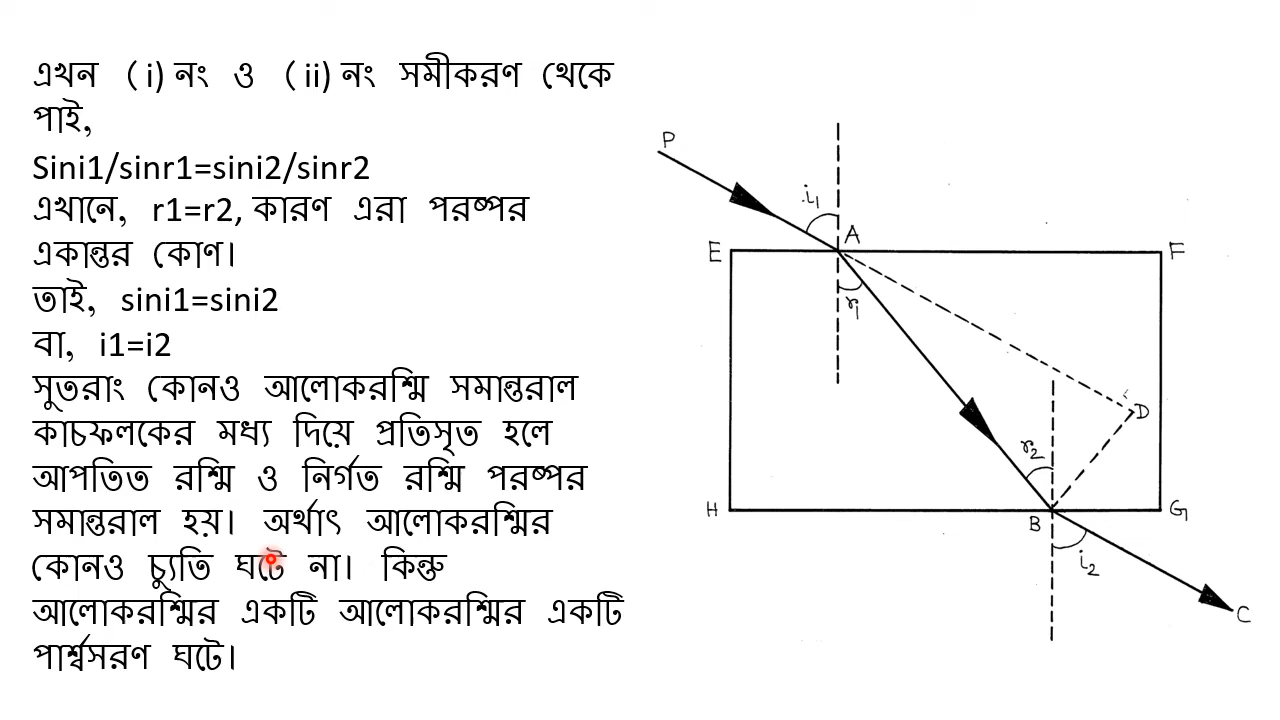 এখন (i) নং ও (ii) নং সমীকরণ থেকে
পাই,
Sini1/sinr1=sini2/sinr2
এখানে, r1=r2, কারণ এরা পরষ্পর
একান্তর কোণ।
তাই, sini1=sini2
বা, i1=i2
সুতরাং কোনও আলোকরশ্মি সমান্তরাল
কাচফলকের মধ্য দিয়ে প্রতিসৃত হলে
আপতিত রশ্মি ও নির্গত রশ্মি পরষ্পর
সমান্তরাল হয়। অর্থাৎ আলোকরশ্মির
কোনও চ্যুতি ঘটে না। কিন্তু
আলোকরশ্মির একটি আলোকরশ্মির একটি
পার্শ্বসরণ ঘটে।
P
i1
A
E
F
r1
D
r2
H
B
G
i2
C